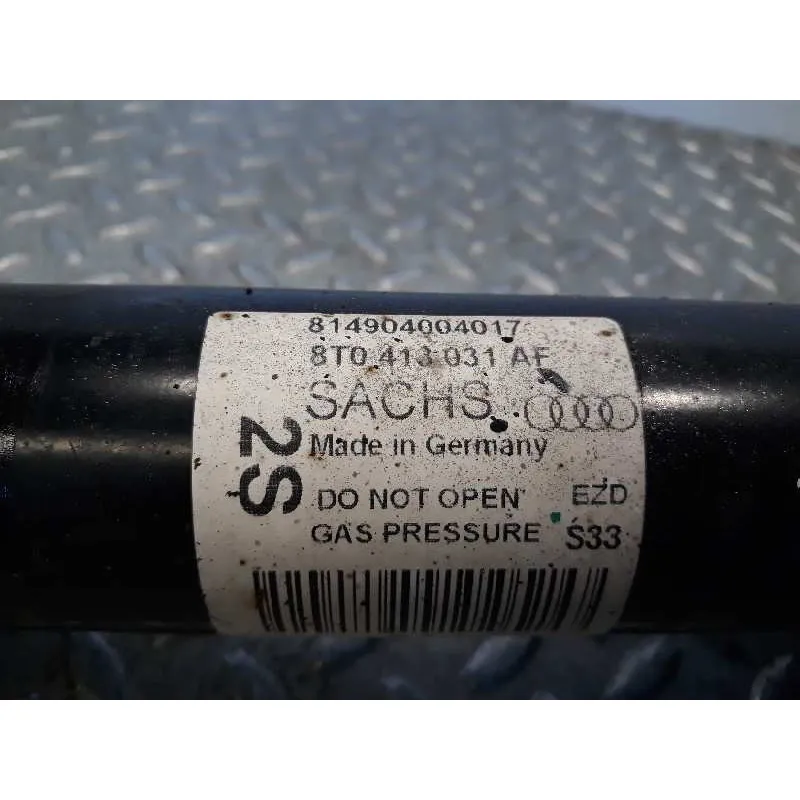 814904004017
8T0 413 031 AF
SACHS
2S
Made in Germany
DO NOT OPEN EZD
GAS PRESSURE S33